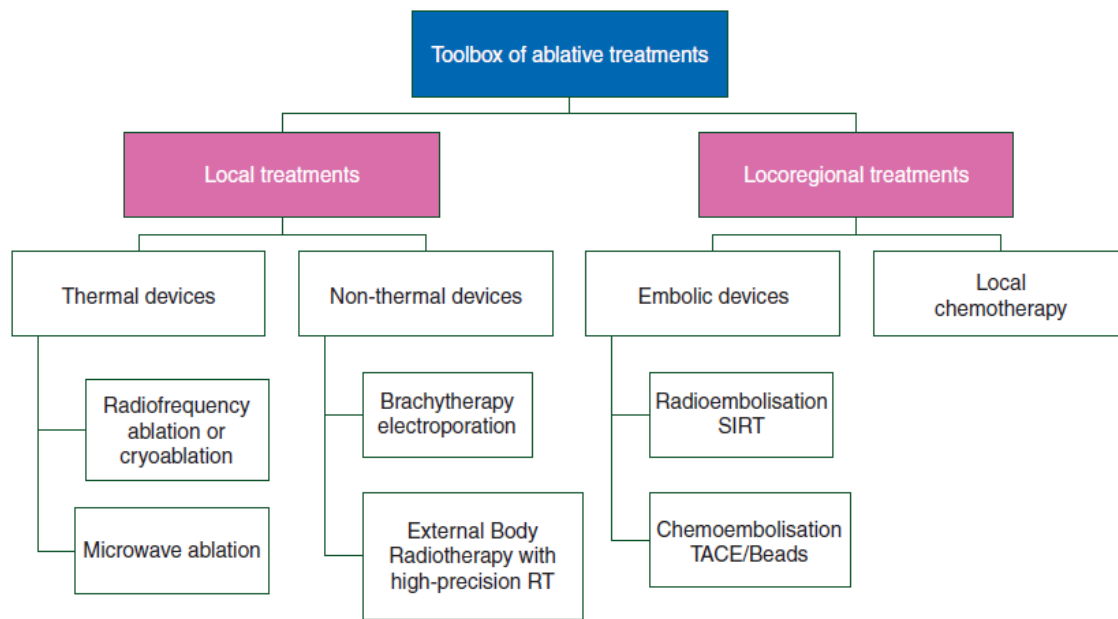 Toolbox of ablative treatments
Local treatments
Locoregional treatments
Thermal devices
Non-thermal devices
Embolic devices
Local
chemotherapy
Radiofrequency
ablation or
cryoablation
Brachytherapy
electroporation
Radioembolisation
SIRT
Microwave ablation
External Body
Radiotherapy with
high-precision RT
Chemoembolisation
TACE/Beads